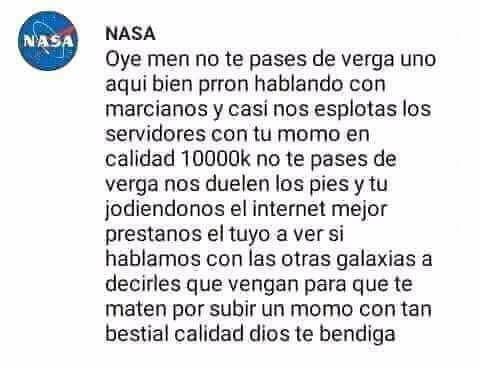 NASA
NASA
Oye men no te pases de verga uno
aqui bien prron hablando con
marcianos y casi nos esplotas los
servidores con tu momo en
calidad 10000k no te pases de
verga nos duelen los pies y tu
jodiendonos el internet mejor
prestanos el tuyo a ver si
hablamos con las otras galaxias a
decirles que vengan para que te
maten por subir un momo con tan
bestial calidad dios te bendiga